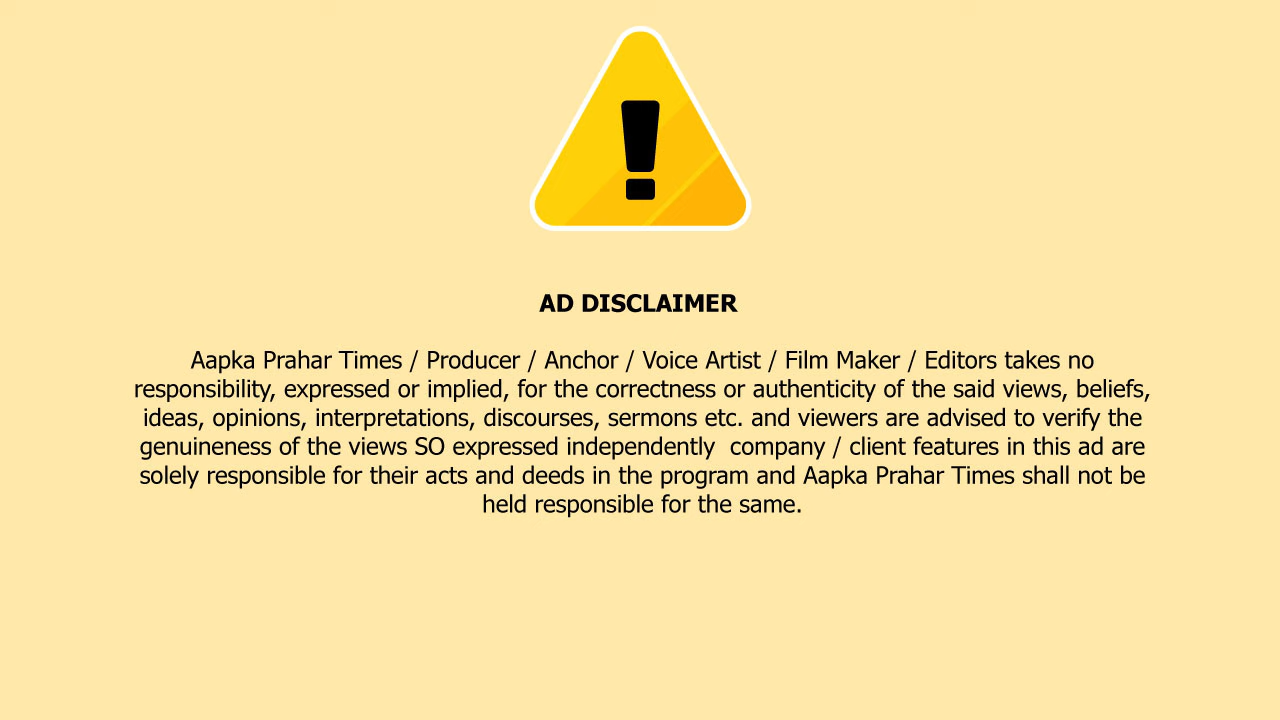 AD DISCLAIMER
Aapka Prahar Times / Producer / Anchor / Voice Artist / Film Maker / Editors takes no
responsibility, expressed or implied, for the correctness or authenticity of the said views, beliefs,
ideas, opinions, interpretations, discourses, sermons etc. and viewers are advised to verify the
genuineness of the views SO expressed independently  company / client features in this ad are
solely responsible for their acts and deeds in the program and Aapka Prahar Times shall not be
held responsible for the same.